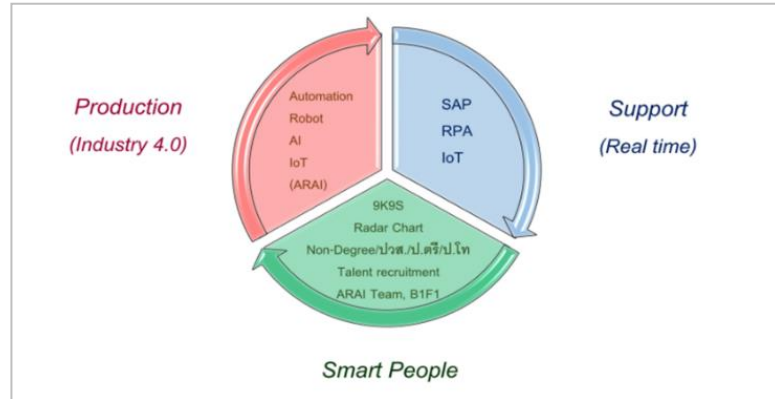 Production
(Industry 4.0)
Automation
Robot
AI
IoT
(ARAI)
SAP
RPA
IoT
Support
(Real time)
9K9S
Radar Chart
Non-Degree/ปวส./ป.ตรี/ป.โท
Talent recruitment
ARAI Team, B1F1
Smart People